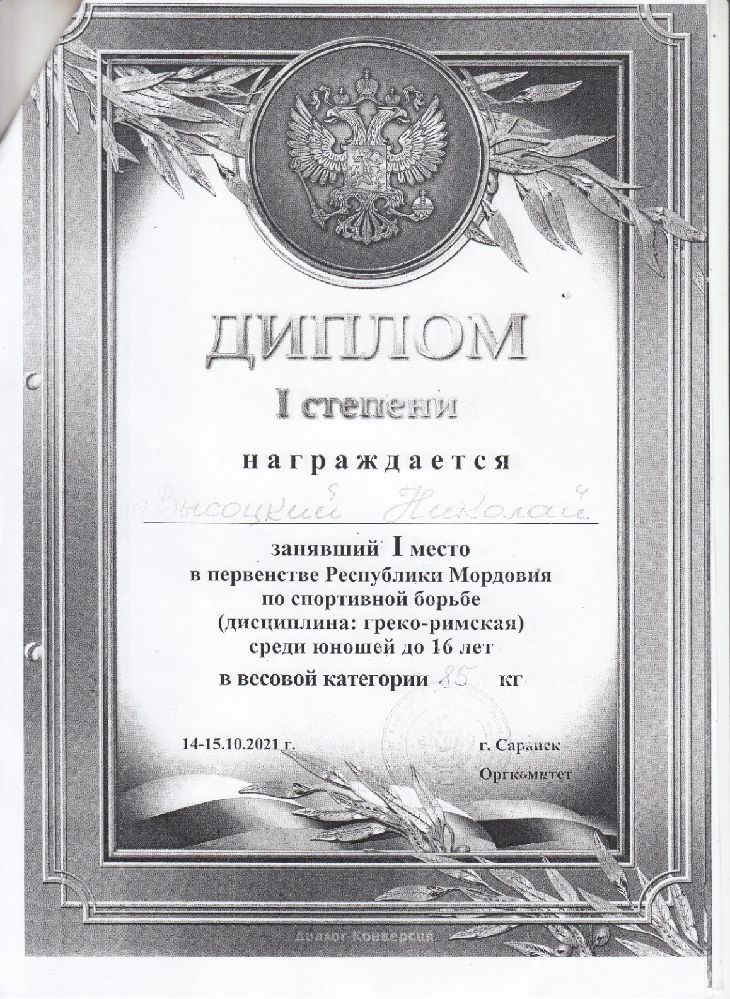 ДИПЛОМ
I степени
награждается
Высоцкий Николай
занявший I место
в первенстве Республики Мордовия
по спортивной борьбе
(дисциплина: греко-римская)
среди юношей до 16 лет
в весовой категории 85 кг
14-15.10.2021 г.
г. Саранск
Оргкомитет
Диалог-Конверсия